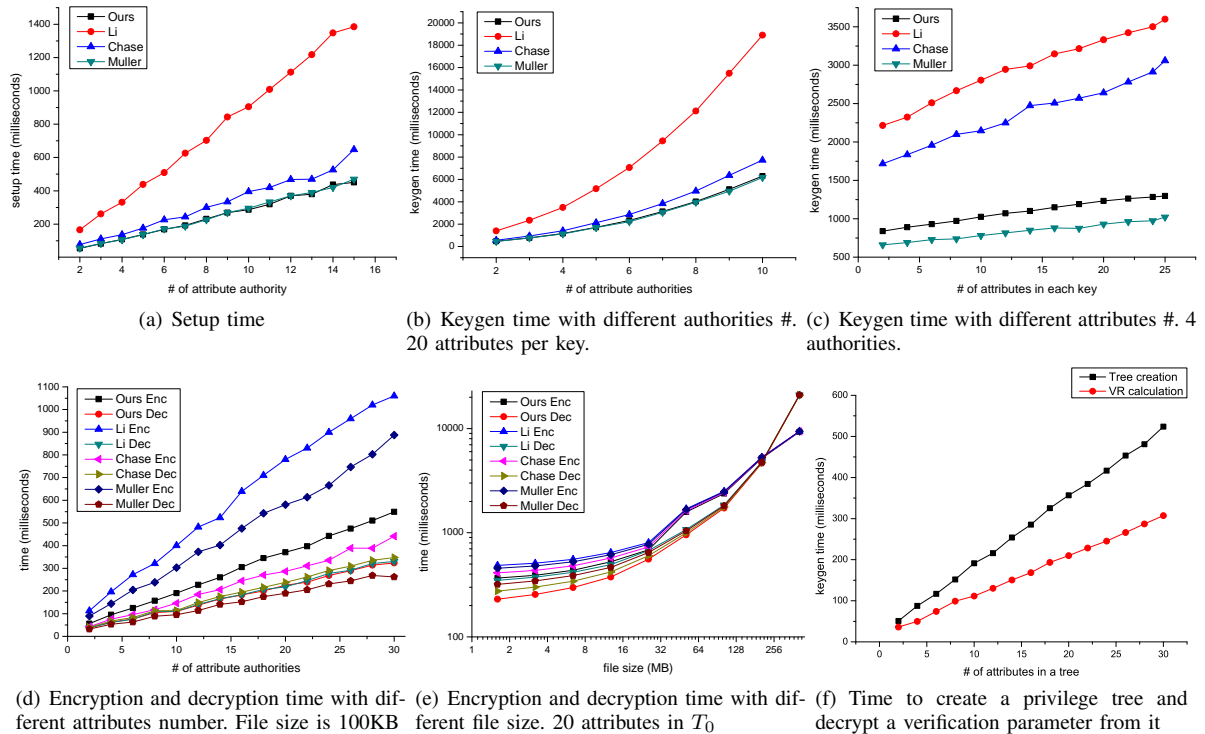 Ours
Li
Chase
Muller
1400
1200
1000
800
600
400
200
setup time (milliseconds)
2 4 6 8 10 12 14 16
# of attribute authority
(a) Setup time
Ours
Li
Chase
Muller
20000
18000
16000
14000
12000
10000
8000
6000
4000
2000
0
keygen time (milliseconds)
2 4 6 8 10
# of attribute authorities
(b) Keygen time with different authorities #.
20 attributes per key.
Ours
Li
Chase
Muller
3500
3000
2500
2000
1500
1000
500
keygen time (milliseconds)
0 5 10 15 20 25
# of attributes in each key
(c) Keygen time with different attributes #. 4
authorities.
Ours Enc
Ours Dec
Li Enc
Li Dec
Chase Enc
Chase Dec
Muller Enc
Muller Dec
1100
1000
900
800
700
600
500
400
300
200
100
0
time (milliseconds)
0 5 10 15 20 25 30
# of attribute authorities
(d) Encryption and decryption time with dif-
ferent attributes number. File size is 100KB
Ours Enc
Ours Dec
Li Enc
Li Dec
Chase Enc
Chase Dec
Muller Enc
Muller Dec
10000
1000
100
time (milliseconds)
1 2 4 8 16 32 64 128 256
file size (MB)
(e) Encryption and decryption time with dif-
ferent file size. 20 attributes in T0
Tree creation
VR calculation
600
500
400
300
200
100
0
keygen time (milliseconds)
0 5 10 15 20 25 30
# of attributes in a tree
(f) Time to create a privilege tree and
decrypt a verification parameter from it